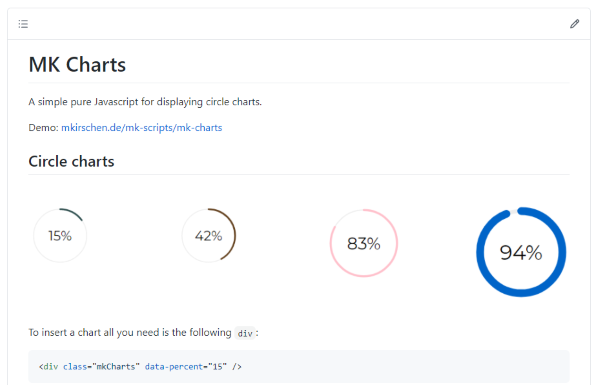 MK Charts
A simple pure Javascript for displaying circle charts.
Demo: mkirschen.de/mk-scripts/mk-charts
Circle charts
15% 42% 83% 94%
To insert a chart all you need is the following div:
<div class="mkCharts" data-percent="15" />